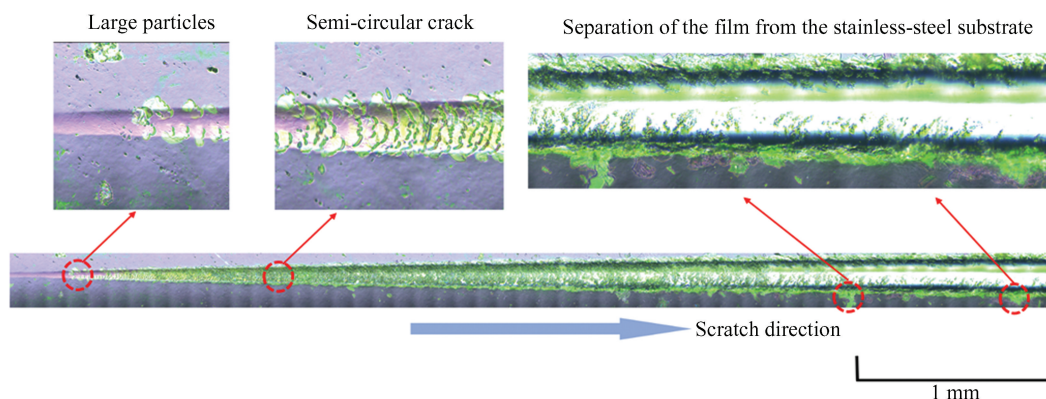 Large particles
Semi-circular crack
Separation of the film from the stainless-steel substrate
Scratch direction
1 mm